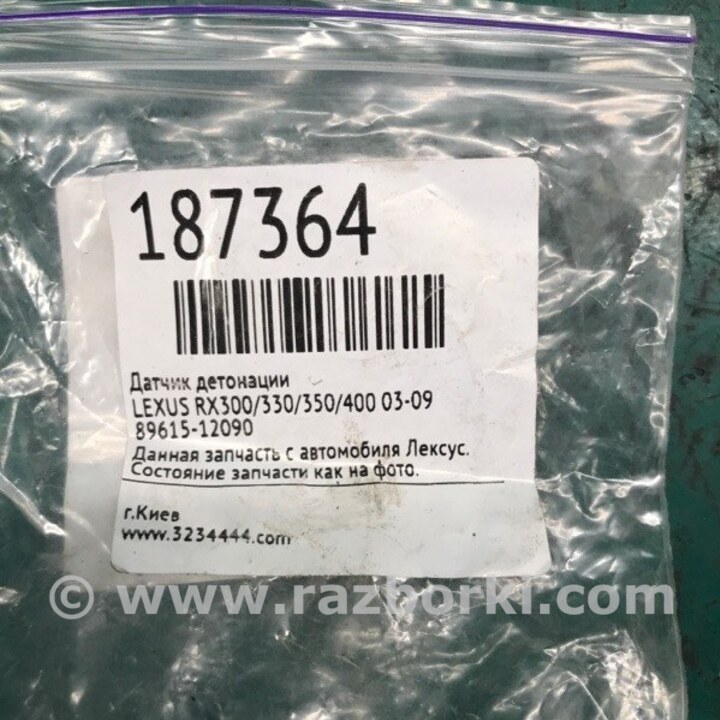 187364
Датчик детонации
LEXUS RX300/330/350/400 03-09
89615-12090
Данная запчасть с автомобиля Лексус.
Состояние запчасти как на фото.
г.Киев
www.3234444.com
© www.razborki.com